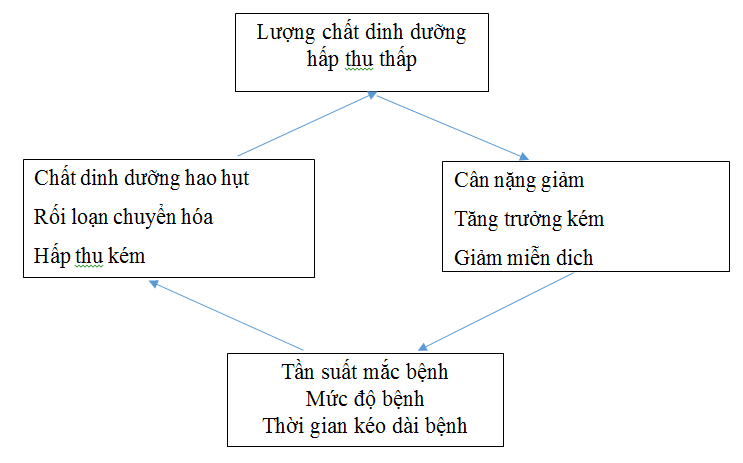 Lượng chất dinh dưỡng
hấp thu thấp
Chất dinh dưỡng hao hụt
Rối loạn chuyển hóa
Hấp thu kém
Cân nặng giảm
Tăng trưởng kém
Giảm miễn dich
Tần suất mắc bệnh
Mức độ bệnh
Thời gian kéo dài bệnh